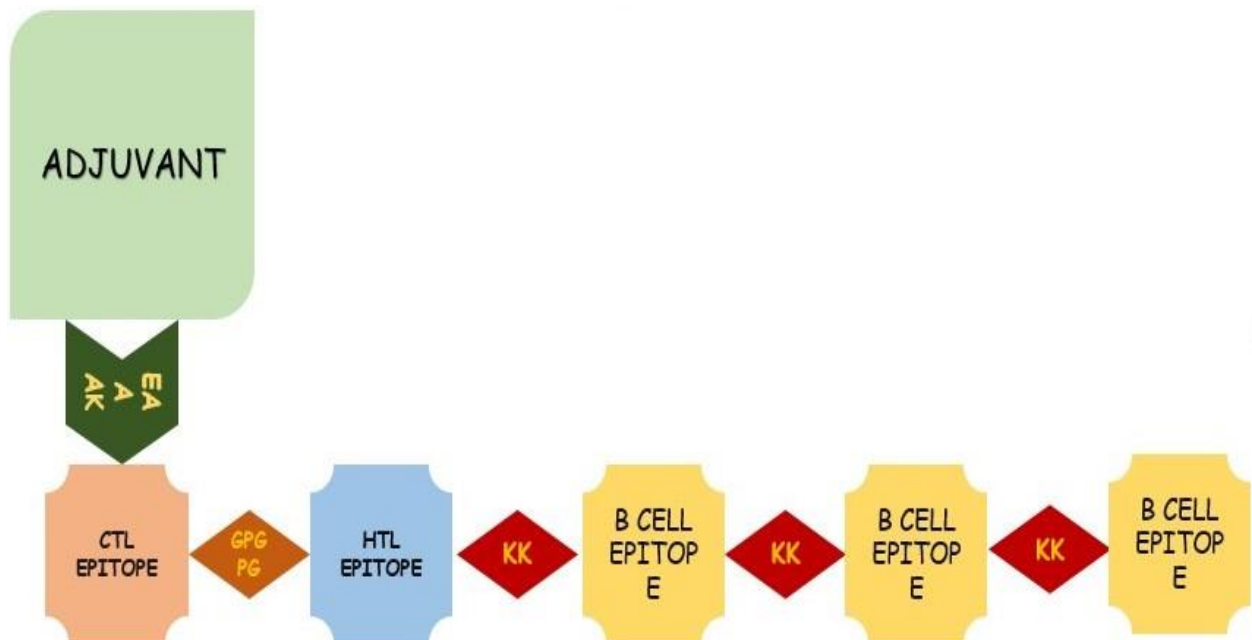 ADJUVANT
EA
A
AK
CTL
EPITOPE
GPG
PG
HTL
EPITOPE
KK
B CELL
EPITOP
E
KK
B CELL
EPITOP
E
KK
B CELL
EPITOP
E